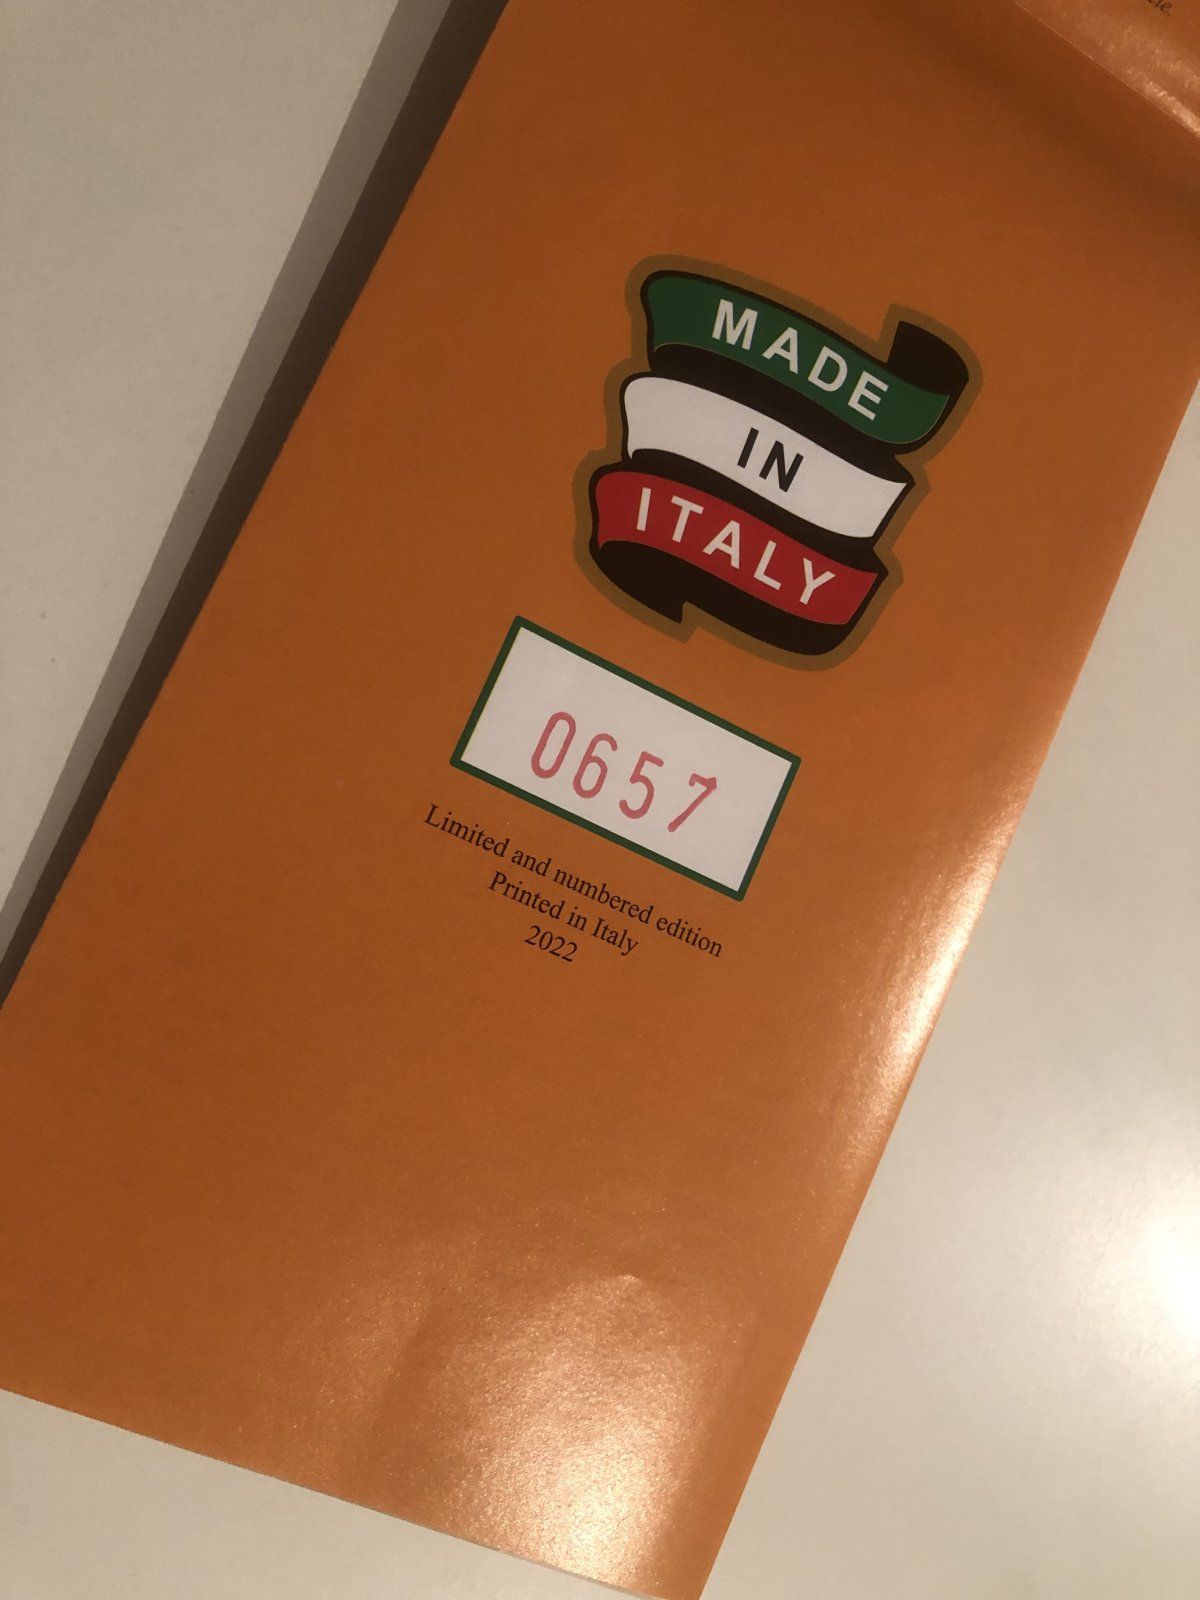 MADE
IN
ITALY
0657
Limited and numbered edition
Printed in Italy
2022